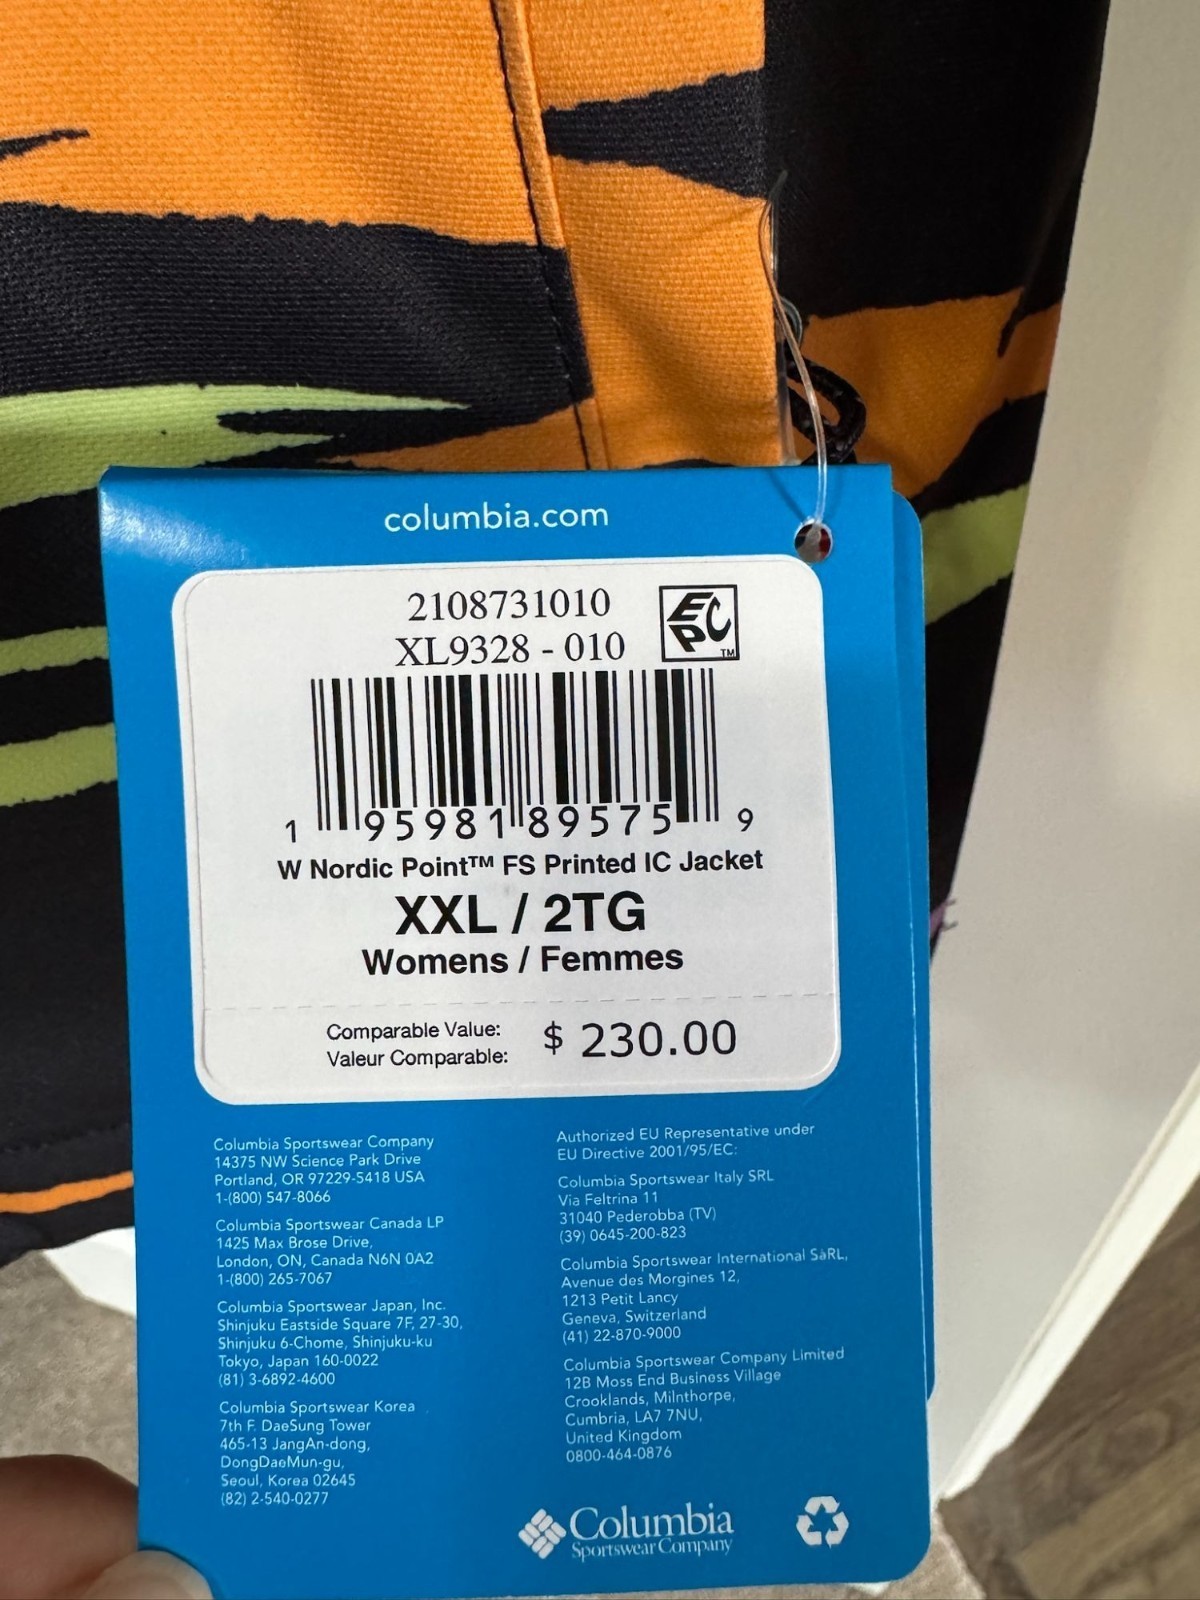 columbia.com
2108731010
XL9328 - 010
EPC TM
1 95981 89575 9
W Nordic Point™ FS Printed IC Jacket
XXL / 2TG
Womens / Femmes
Comparable Value:
Valeur Comparable:
$ 230.00
Columbia Sportswear Company
14375 NW Science Park Drive
Portland, OR 97229-5418 USA
1-(800) 547-8066
Columbia Sportswear Canada LP
1425 Max Brose Drive,
London, ON, Canada N6N 0A2
1-(800) 265-7067
Columbia Sportswear Japan, Inc.
Shinjuku Eastside Square 7F, 27-30,
Shinjuku 6-Chome, Shinjuku-ku
Tokyo, Japan 160-0022
(81) 3-6892-4600
Columbia Sportswear Korea
7th F. DaeSung Tower
465-13 JangAn-dong,
DongDaeMun-gu,
Seoul, Korea 02645
(82) 2-540-0277
Authorized EU Representative under
EU Directive 2001/95/EC:
Columbia Sportswear Italy SRL
Via Feltrina 11
31040 Pederobba (TV)
(39) 0645-200-823
Columbia Sportswear International SàRL,
Avenue des Morgines 12,
1213 Petit Lancy
Geneva, Switzerland
(41) 22-870-9000
Columbia Sportswear Company Limited
12B Moss End Business Village
Crooklands, Milnthorpe,
Cumbria, LA7 7NU,
United Kingdom
0800-464-0876
Columbia
Sportswear Company